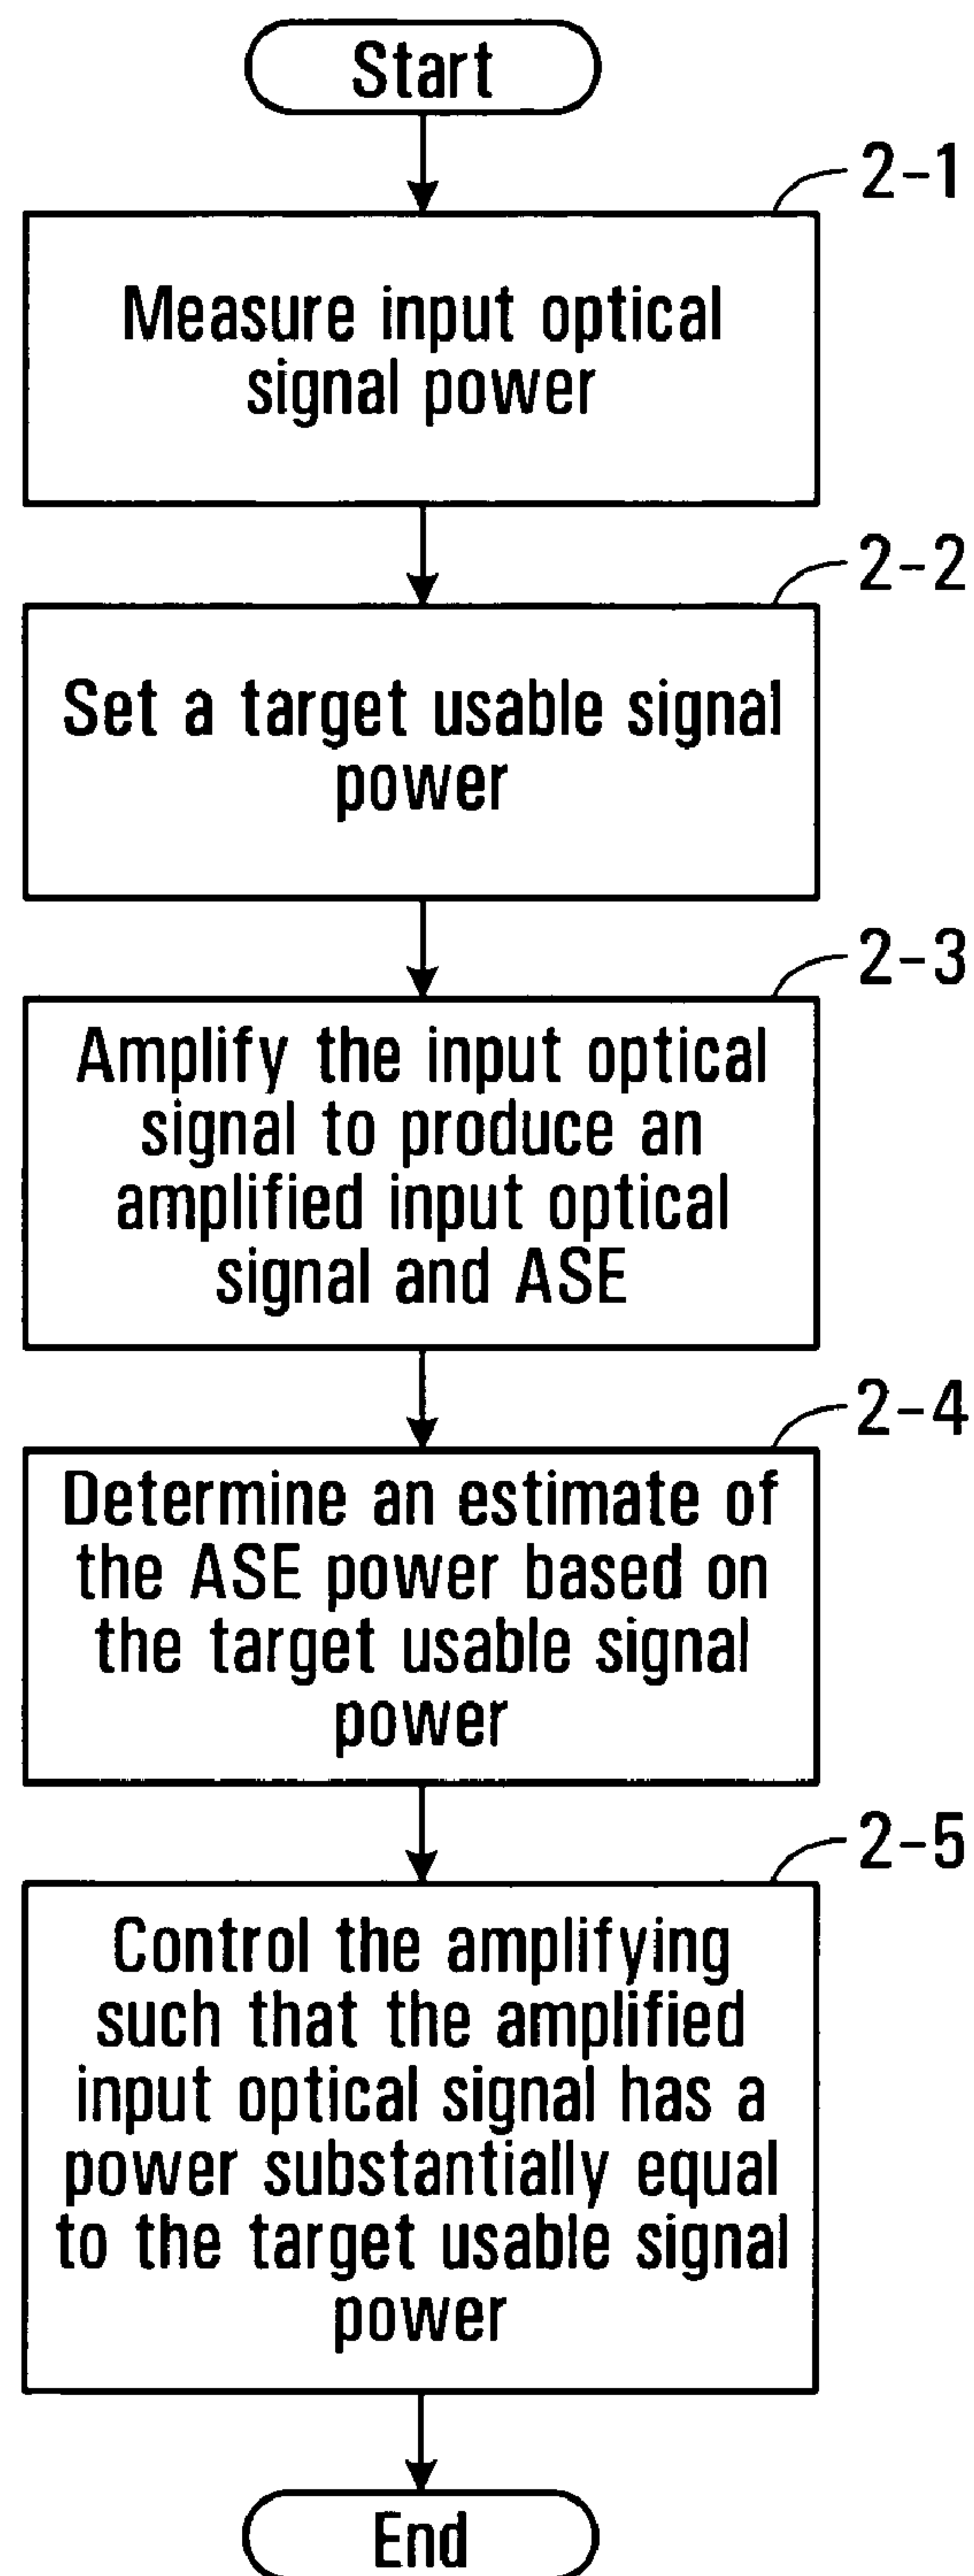 Start
2-1
Measure input optical
signal power
2-2
Set a target usable signal
power
2-3
Amplify the input optical
signal to produce an
amplified input optical
signal and ASE
2-4
Determine an estimate of
the ASE power based on
the target usable signal
power
2-5
Control the amplifying
such that the amplified
input optical signal has a
power substantially equal
to the target usable signal
power
End